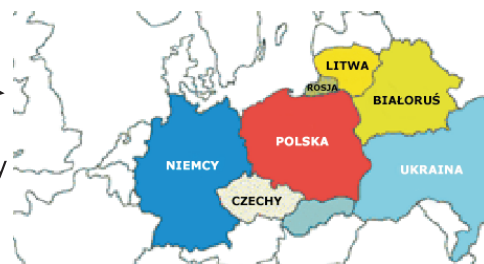 LITWA
ROSJA
BIAŁORUŚ
POLSKA
NIEMCY
UKRAINA
CZECHY